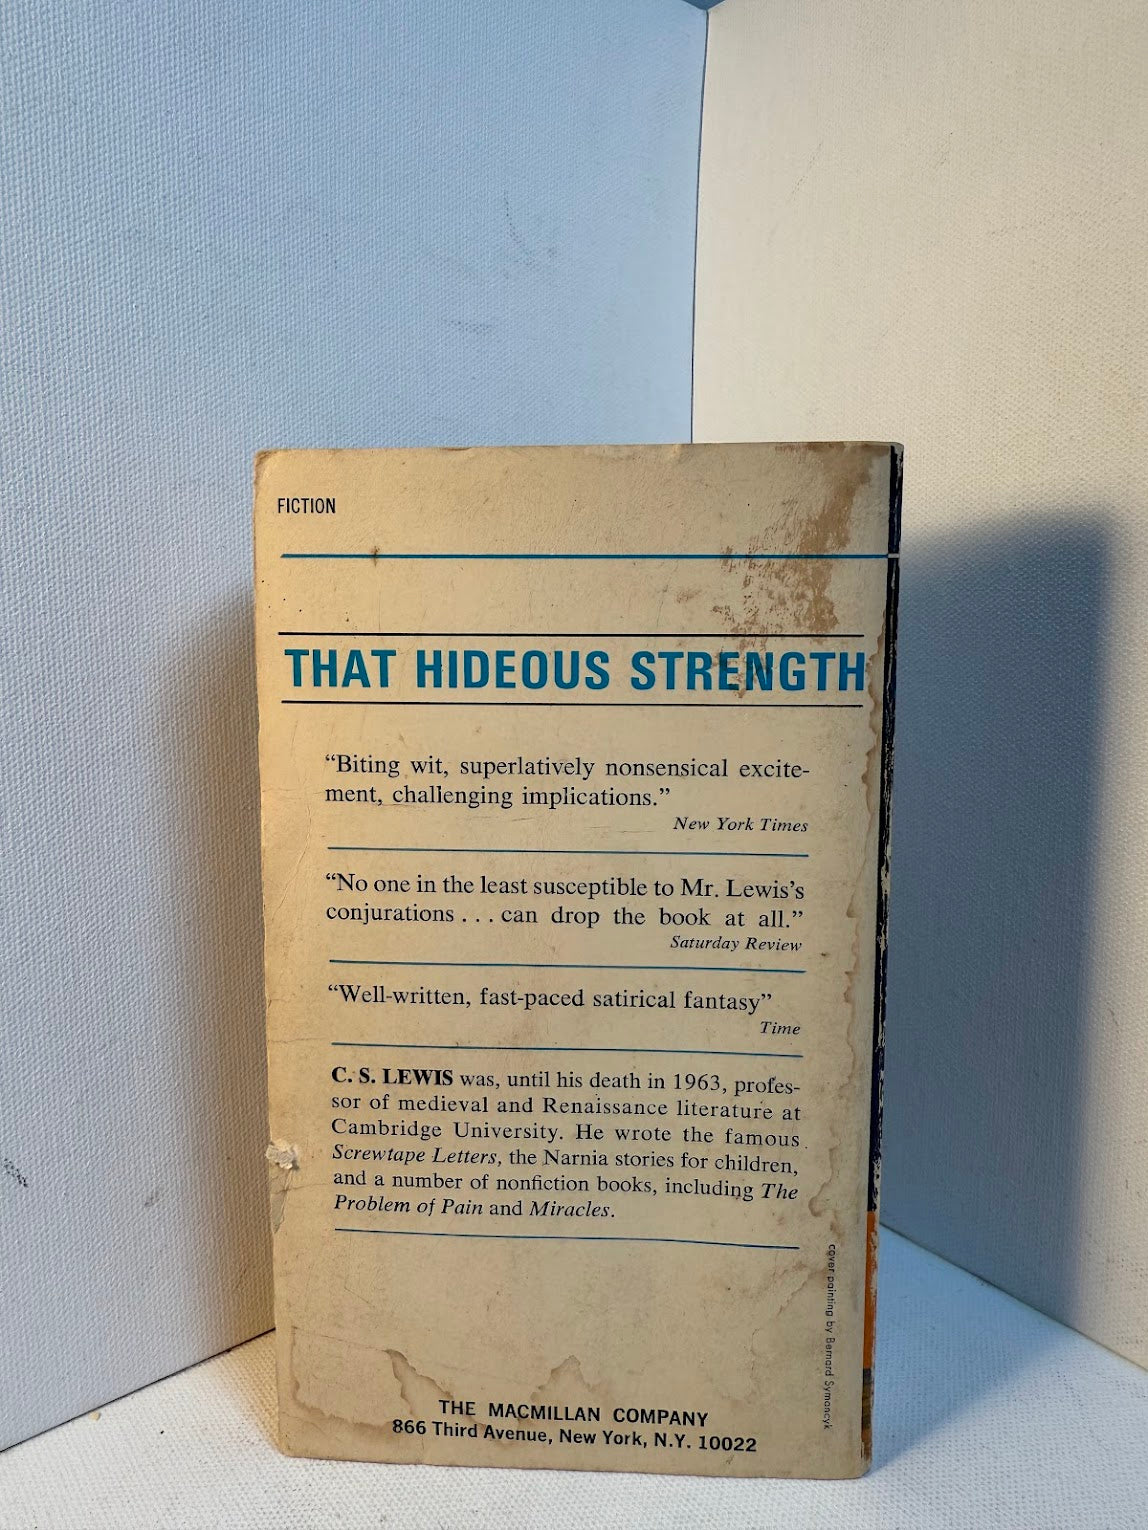 FICTION
THAT HIDEOUS STRENGTH
“Biting wit, superlatively nonsensical excite-
ment, challenging implications.”
New York Times
“No one in the least susceptible to Mr. Lewis’s
conjurations . . . can drop the book at all.”
Saturday Review
“Well-written, fast-paced satirical fantasy”
Time
C. S. LEWIS was, until his death in 1963, profes-
sor of medieval and Renaissance literature at
Cambridge University. He wrote the famous
Screwtape Letters, the Narnia stories for children,
and a number of nonfiction books, including The
Problem of Pain and Miracles.
cover painting by Bernard Symancyk
THE MACMILLAN COMPANY
866 Third Avenue, New York, N.Y. 10022